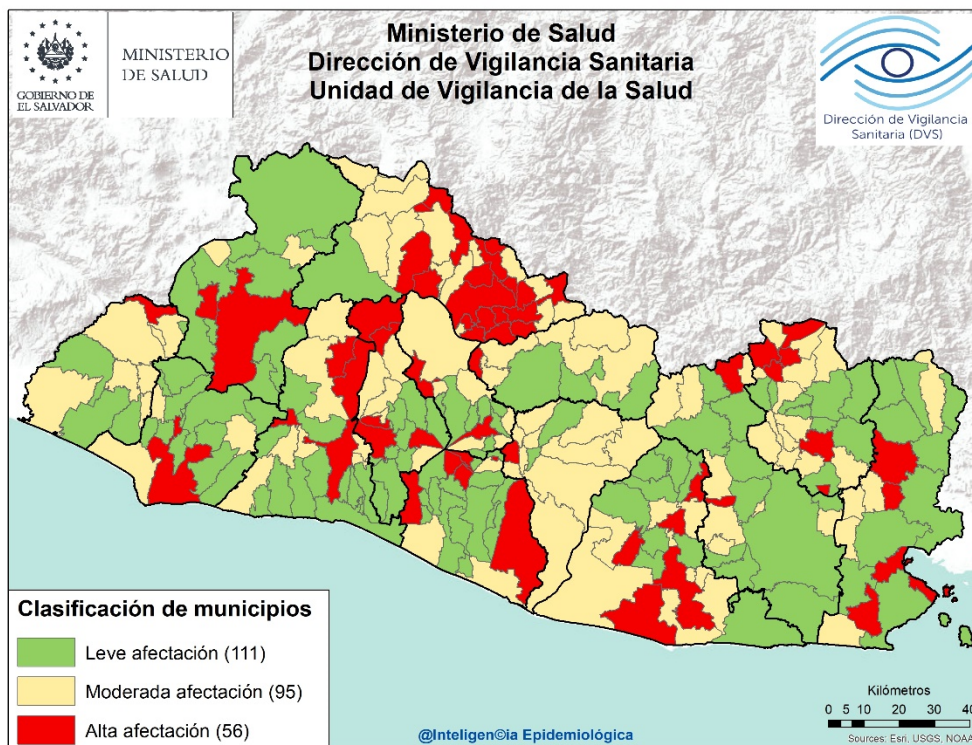 Ministerio de Salud
Dirección de Vigilancia Sanitaria
Unidad de Vigilancia de la Salud
GOBIERNO DE
EL SALVADOR
MINISTERIO
DE SALUD
Dirección de Vigilancia
Sanitaria (DVS)
Clasificación de municipios
Leve afectación (111)
Moderada afectación (95)
Alta afectación (56)
Kilómetros
0 5 10 20 30 40
Sources: Esri, USGS, NOAA
@Inteligen©ia Epidemiológica